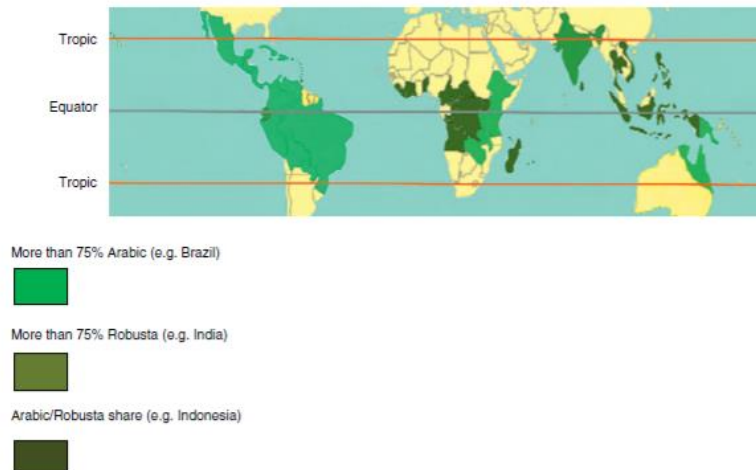 Tropic
Equator
Tropic
More than 75% Arabic (e.g. Brazil)
More than 75% Robusta (e.g. India)
Arabic/Robusta share (e.g. Indonesia)